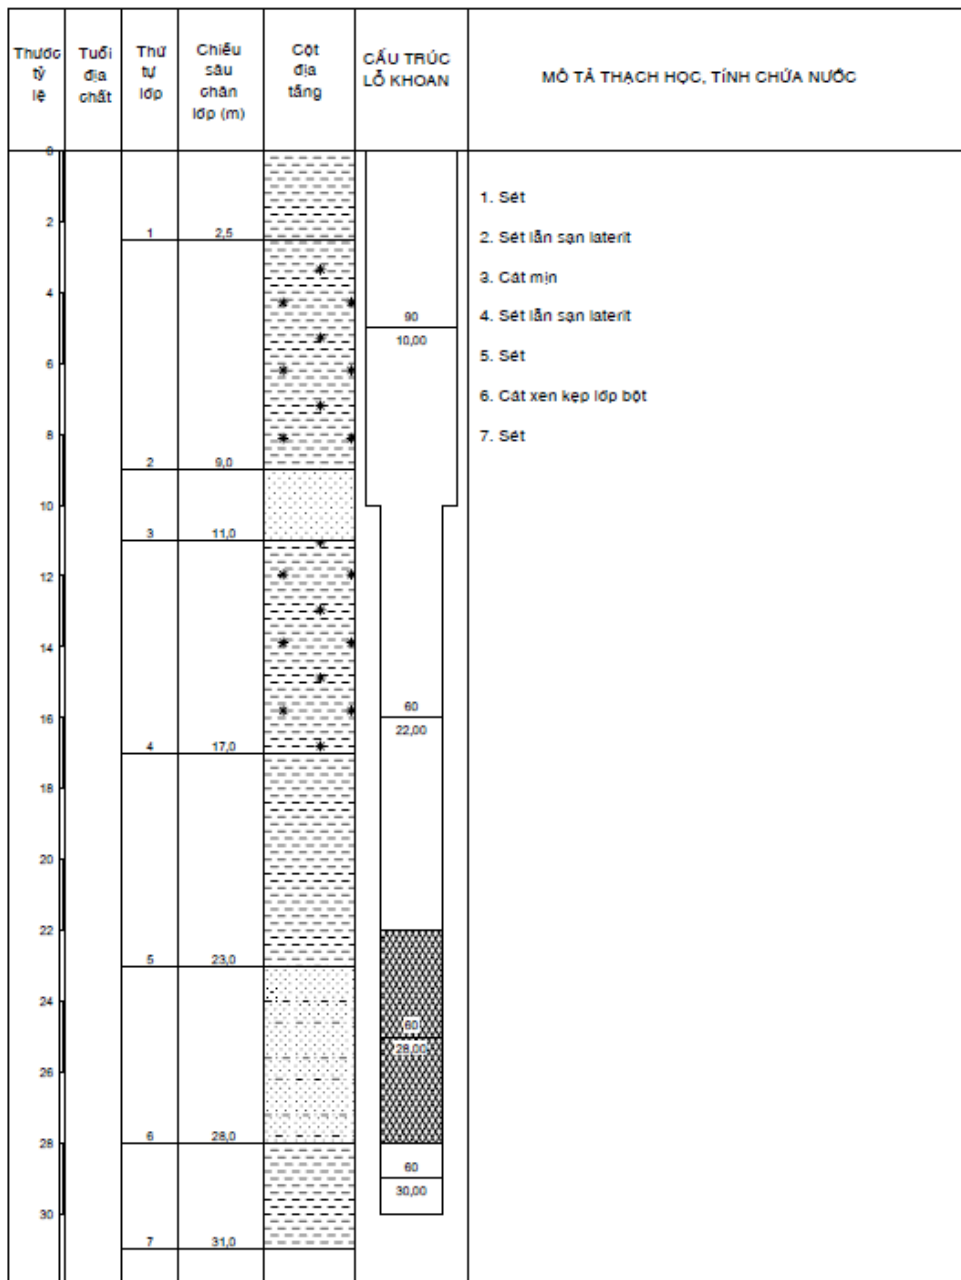 Thước
tỷ
lệ
Tuổi
địa
chất
Thứ
tự
lớp
Chiều
sâu
chân
lớp (m)
Cột
địa
tầng
CẤU TRÚC
LỖ KHOAN
MÔ TẢ THẠCH HỌC, TÍNH CHỨA NƯỚC
0
2
4
6
8
10
12
14
16
18
20
22
24
26
28
30
1 2,5
2 9,0
3 11,0
4 17,0
5 23,0
6 28,0
7 31,0
90
10,00
60
22,00
60
28,00
60
30,00
1. Sét
2. Sét lẫn sạn laterit
3. Cát mịn
4. Sét lẫn sạn laterit
5. Sét
6. Cát xen kẹp lớp bột
7. Sét